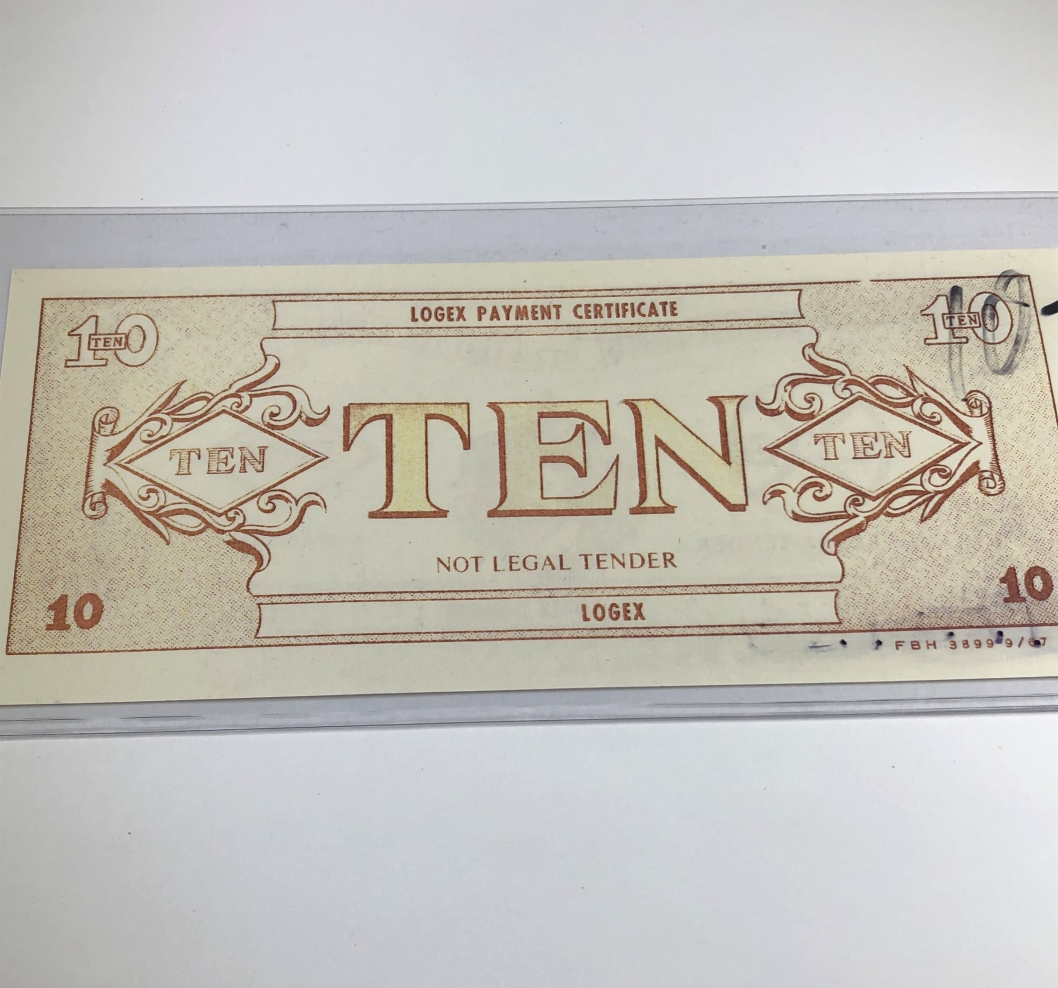 LOGEX PAYMENT CERTIFICATE
10 TEN
10 TEN
TEN
TEN
TEN
NOT LEGAL TENDER
10
LOGEX
10
FBH 3899 9/67